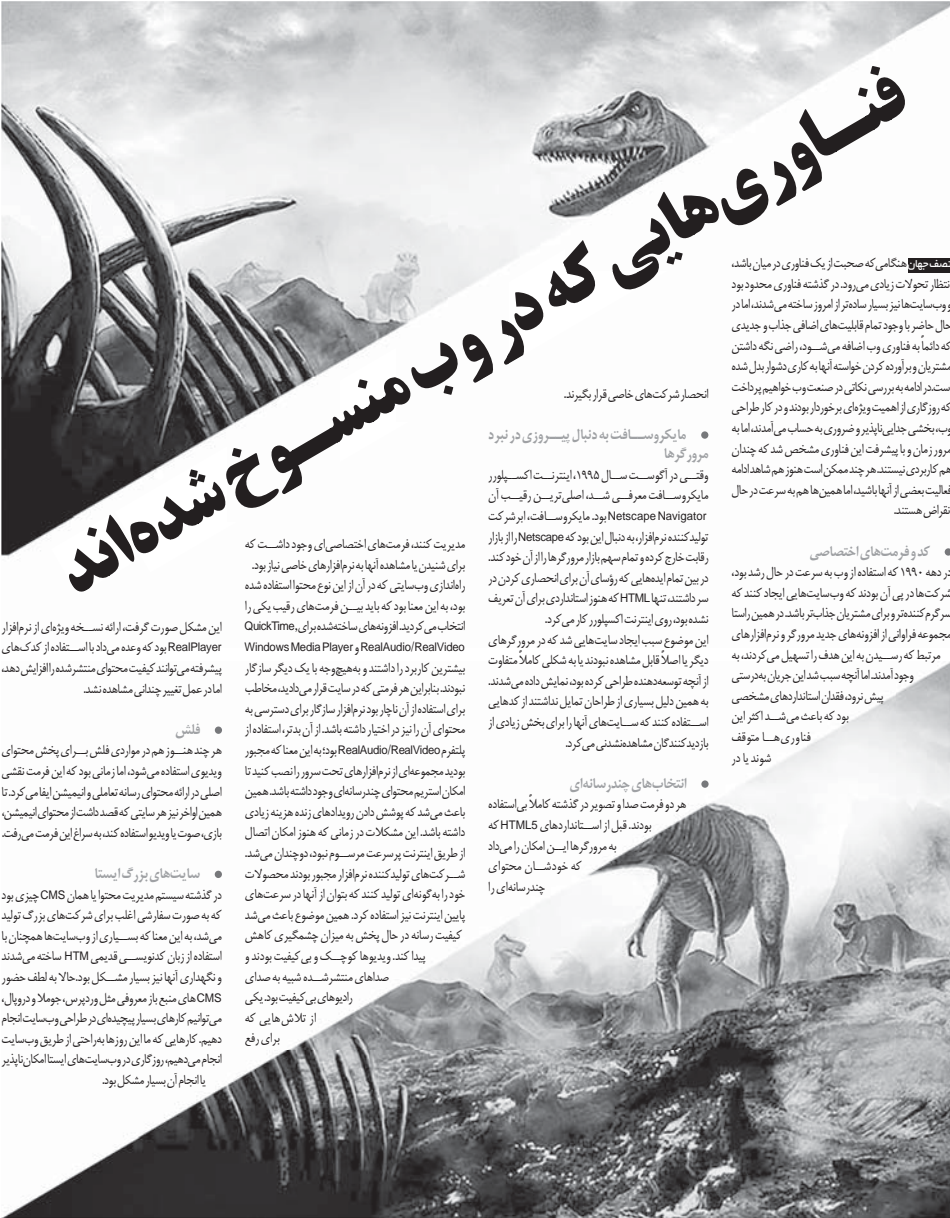 فناوری‌هایی که در وب منسوخ شده‌اند
نصف جهان هنگامی که صحبت از یک فناوری در میان باشد،
انتظار تحولات زیادی می‌رود. در گذشته فناوری محدود بود
و وب‌سایت‌ها نیز بسیار ساده‌تر از امروز ساخته می‌شدند، اما در
حال حاضر با وجود تمام قابلیت‌های اضافی جذاب و جدیدی
که دائماً به فناوری وب اضافه می‌شود، راضی نگه داشتن
مشتریان و برآورده کردن خواسته آنها به کاری دشوار بدل شده
است.در ادامه به بررسی نکاتی در صنعت وب خواهیم پرداخت
که روزگاری از اهمیت ویژه‌ای برخوردار بودند و در کار طراحی
وب، بخشی جدایی‌ناپذیر و ضروری به حساب می‌آمدند، اما به
مرور زمان و با پیشرفت این فناوری مشخص شد که چندان
هم کاربردی نیستند. هر چند ممکن است هنوز هم شاهد ادامه
فعالیت بعضی از آنها باشید، اما همین‌ها هم به سرعت در حال
انقراض هستند.
● کد و فرمت‌های اختصاصی
در دهه ۱۹۹۰ که استفاده از وب به سرعت در حال رشد بود،
شرکت‌ها در پی آن بودند که وب‌سایت‌هایی ایجاد کنند که
سرگرم کننده‌تر و برای مشتریان جذاب‌تر باشد. در همین راستا
مجموعه فراوانی از افزونه‌های جدید مرورگر و نرم‌افزارهای
مرتبط که رسیدن به این هدف را تسهیل می‌کردند، به
وجود آمدند. اما آنچه سبب شد این جریان به‌درستی
پیش نرود، فقدان استانداردهای مشخصی
بود که باعث می‌شد اکثر این
فناوری‌ها متوقف
شوند یا در
انحصار شرکت‌های خاصی قرار بگیرند.
● مایکروسافت به دنبال پیروزی در نبرد
مرورگرها
وقتی در آگوست سال ۱۹۹۵، اینترنت اکسپلورر
مایکروسافت معرفی شد، اصلی‌ترین رقیب آن
Netscape Navigator بود. مایکروسافت، ابرشرکت
تولیدکننده نرم‌افزار، به دنبال این بود که Netscape را از بازار
رقابت خارج کرده و تمام سهم بازار مرورگرها را از آن خود کند.
در بین تمام ایده‌هایی که رؤسای آن برای انحصاری کردن در
سر داشتند، تنها HTML که هنوز استانداردی برای آن تعریف
نشده بود، روی اینترنت اکسپلورر کار می‌کرد.
این موضوع سبب ایجاد سایت‌هایی شد که در مرورگرهای
دیگر یا اصلاً قابل مشاهده نبودند یا به شکلی کاملاً متفاوت
از آنچه توسعه‌دهنده طراحی کرده بود، نمایش داده می‌شدند.
به همین دلیل بسیاری از طراحان تمایل نداشتند از کدهایی
استفاده کنند که سایت‌های آنها را برای بخش زیادی از
بازدیدکنندگان مشاهده‌نشدنی می‌کرد.
● انتخاب‌های چندرسانه‌ای
هر دو فرمت صدا و تصویر در گذشته کاملاً بی‌استفاده
بودند. قبل از استانداردهای HTML5 که
به مرورگرها این امکان را می‌داد
که خودشان محتوای
چندرسانه‌ای را
مدیریت کنند، فرمت‌های اختصاصی‌ای وجود داشت که
برای شنیدن یا مشاهده آنها به نرم‌افزارهای خاصی نیاز بود.
راه‌اندازی وب‌سایتی که در آن از این نوع محتوا استفاده شده
بود، به این معنا بود که باید بین فرمت‌های رقیب یکی را
انتخاب می‌کردید. افزونه‌های ساخته‌شده برای QuickTime,
RealAudio/RealVideo و Windows Media Player
بیشترین کاربرد را داشتند و به‌هیچ‌وجه با یک دیگر سازگار
نبودند. بنابراین هر فرمتی که در سایت قرار می‌دادید، مخاطب
برای استفاده از آن ناچار بود نرم‌افزار سازگار برای دسترسی به
محتوای آن را نیز در اختیار داشته باشد. از آن بدتر، استفاده از
پلتفرم RealAudio/RealVideo بود؛ به این معنا که مجبور
بودید مجموعه‌ای از نرم‌افزارهای تحت سرور را نصب کنید تا
امکان استریم محتوای چندرسانه‌ای وجود داشته باشد. همین
باعث می‌شد که پوشش دادن رویدادهای زنده هزینه زیادی
داشته باشد. این مشکلات در زمانی که هنوز امکان اتصال
از طریق اینترنت پرسرعت مرسوم نبود، دوچندان می‌شد.
شرکت‌های تولیدکننده نرم‌افزار مجبور بودند محصولات
خود را به‌گونه‌ای تولید کنند که بتوان از آنها در سرعت‌های
پایین اینترنت نیز استفاده کرد. همین موضوع باعث می‌شد
کیفیت رسانه در حال پخش به میزان چشمگیری کاهش
پیدا کند. ویدیوها کوچک و بی‌کیفیت بودند و
صداهای منتشرشده شبیه به صدای
رادیوهای بی‌کیفیت بود. یکی
از تلاش‌هایی که
برای رفع
این مشکل صورت گرفت، ارائه نسخه ویژه‌ای از نرم‌افزار
RealPlayer بود که وعده می‌داد با استفاده از کدک‌های
پیشرفته می‌توانند کیفیت محتوای منتشرشده را افزایش دهد،
اما در عمل تغییر چندانی مشاهده نشد.
● فلش
هر چند هنوز هم در مواردی فلش برای پخش محتوای
ویدیوی استفاده می‌شود، اما زمانی بود که این فرمت نقشی
اصلی در ارائه محتوای رسانه تعاملی و انیمیشن ایفا می‌کرد. تا
همین اواخر نیز هر سایتی که قصد داشت از محتوای انیمیشن،
بازی، صوت یا ویدیو استفاده کند، به سراغ این فرمت می‌رفت.
● سایت‌های بزرگ ایستا
در گذشته سیستم مدیریت محتوا یا همان CMS چیزی بود
که به صورت سفارشی اغلب برای شرکت‌های بزرگ تولید
می‌شد، به این معنا که بسیاری از وب‌سایت‌ها همچنان با
استفاده از زبان کدنویسی قدیمی HTM ساخته می‌شدند
و نگهداری آنها نیز بسیار مشکل بود.حالا به لطف حضور
CMSهای منبع باز معروفی مثل وردپرس، جوملا و دروپال،
می‌توانیم کارهای بسیار پیچیده‌ای در طراحی وب‌سایت انجام
دهیم. کارهایی که ما این روزها به‌راحتی از طریق وب‌سایت
انجام می‌دهیم، روزگاری در وب‌سایت‌های ایستا امکان‌ناپذیر
یا انجام آن بسیار مشکل بود.